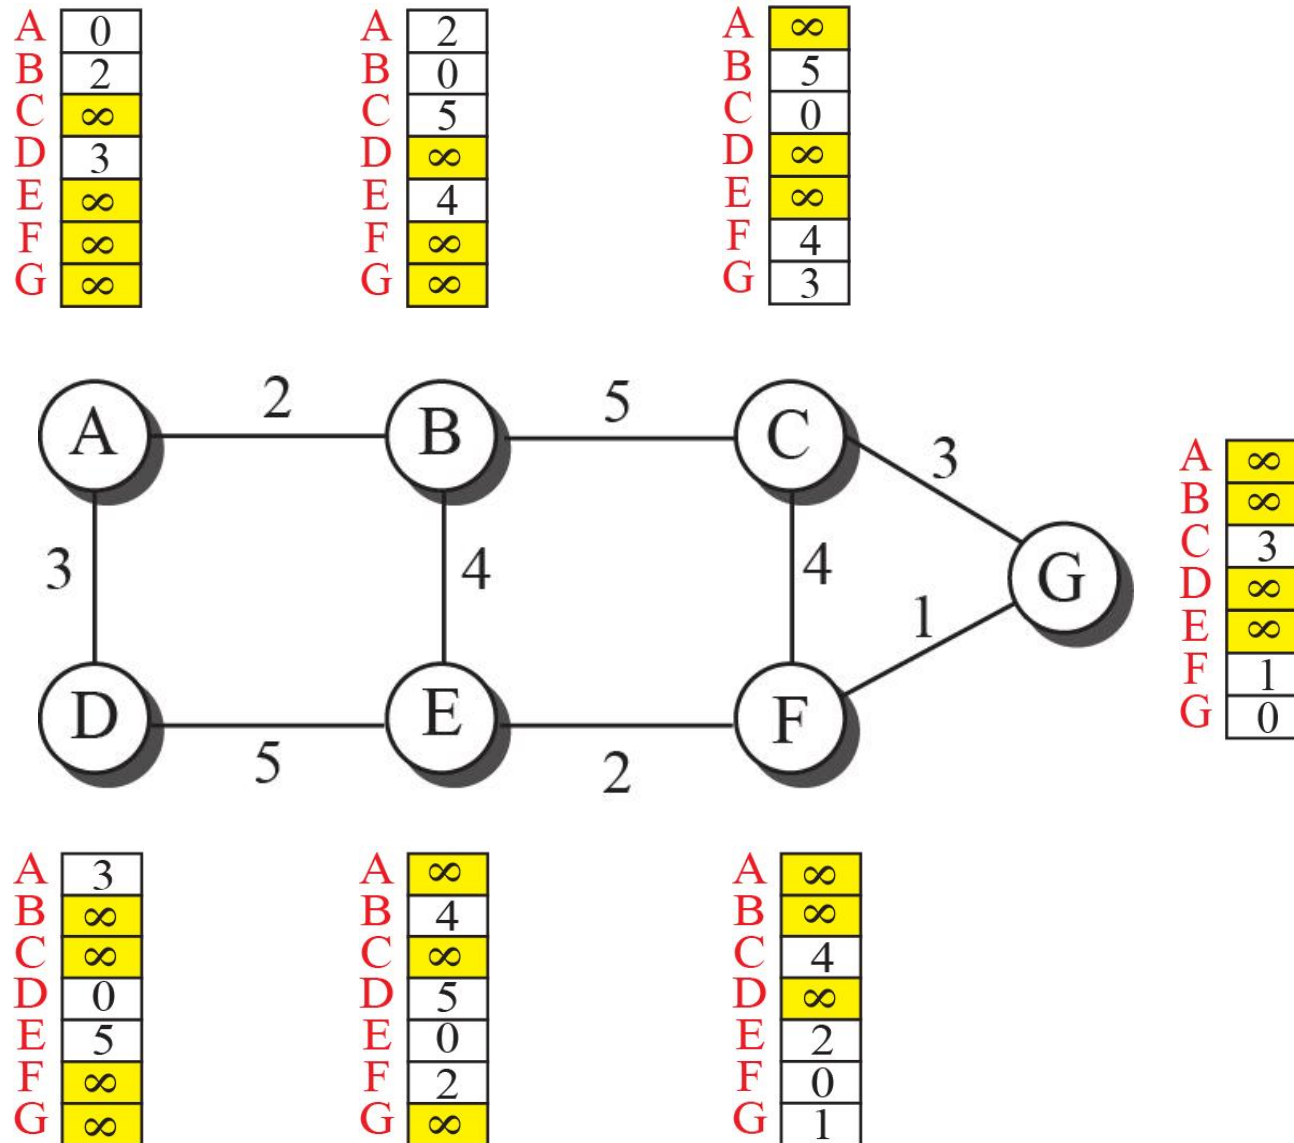 A 0
B 2
C ∞
D 3
E ∞
F ∞
G ∞
A 2
B 0
C 5
D ∞
E 4
F ∞
G ∞
A ∞
B 5
C 0
D ∞
E ∞
F 4
G 3
A 2 B 5 C 3
3 4 4 G
1
D 5 E 2 F
A ∞
B ∞
C 3
D ∞
E ∞
F 1
G 0
A 3
B ∞
C ∞
D 0
E 5
F ∞
G ∞
A ∞
B 4
C ∞
D 5
E 0
F 2
G ∞
A ∞
B ∞
C 4
D ∞
E 2
F 0
G 1